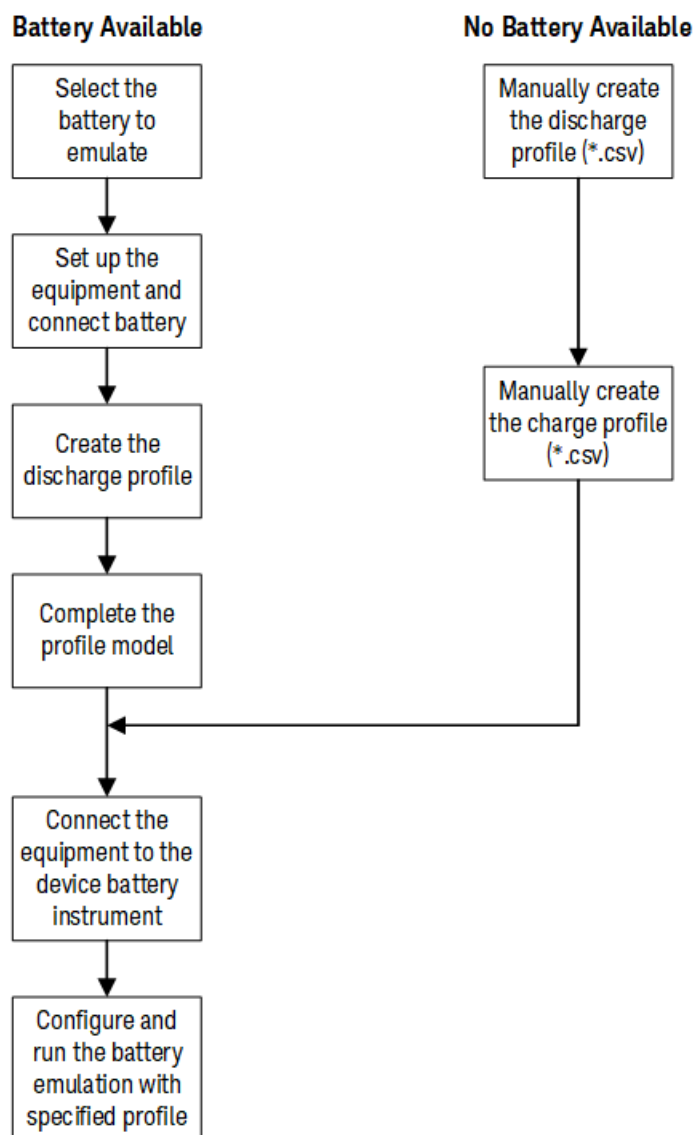 Battery Available
No Battery Available
Select the
battery to
emulate
Set up the
equipment and
connect battery
Create the
discharge profile
Complete the
profile model
Manually create
the discharge
profile (*.csv)
Manually create
the charge profile
(*.csv)
Connect the
equipment to the
device battery
instrument
Configure and
run the battery
emulation with
specified profile